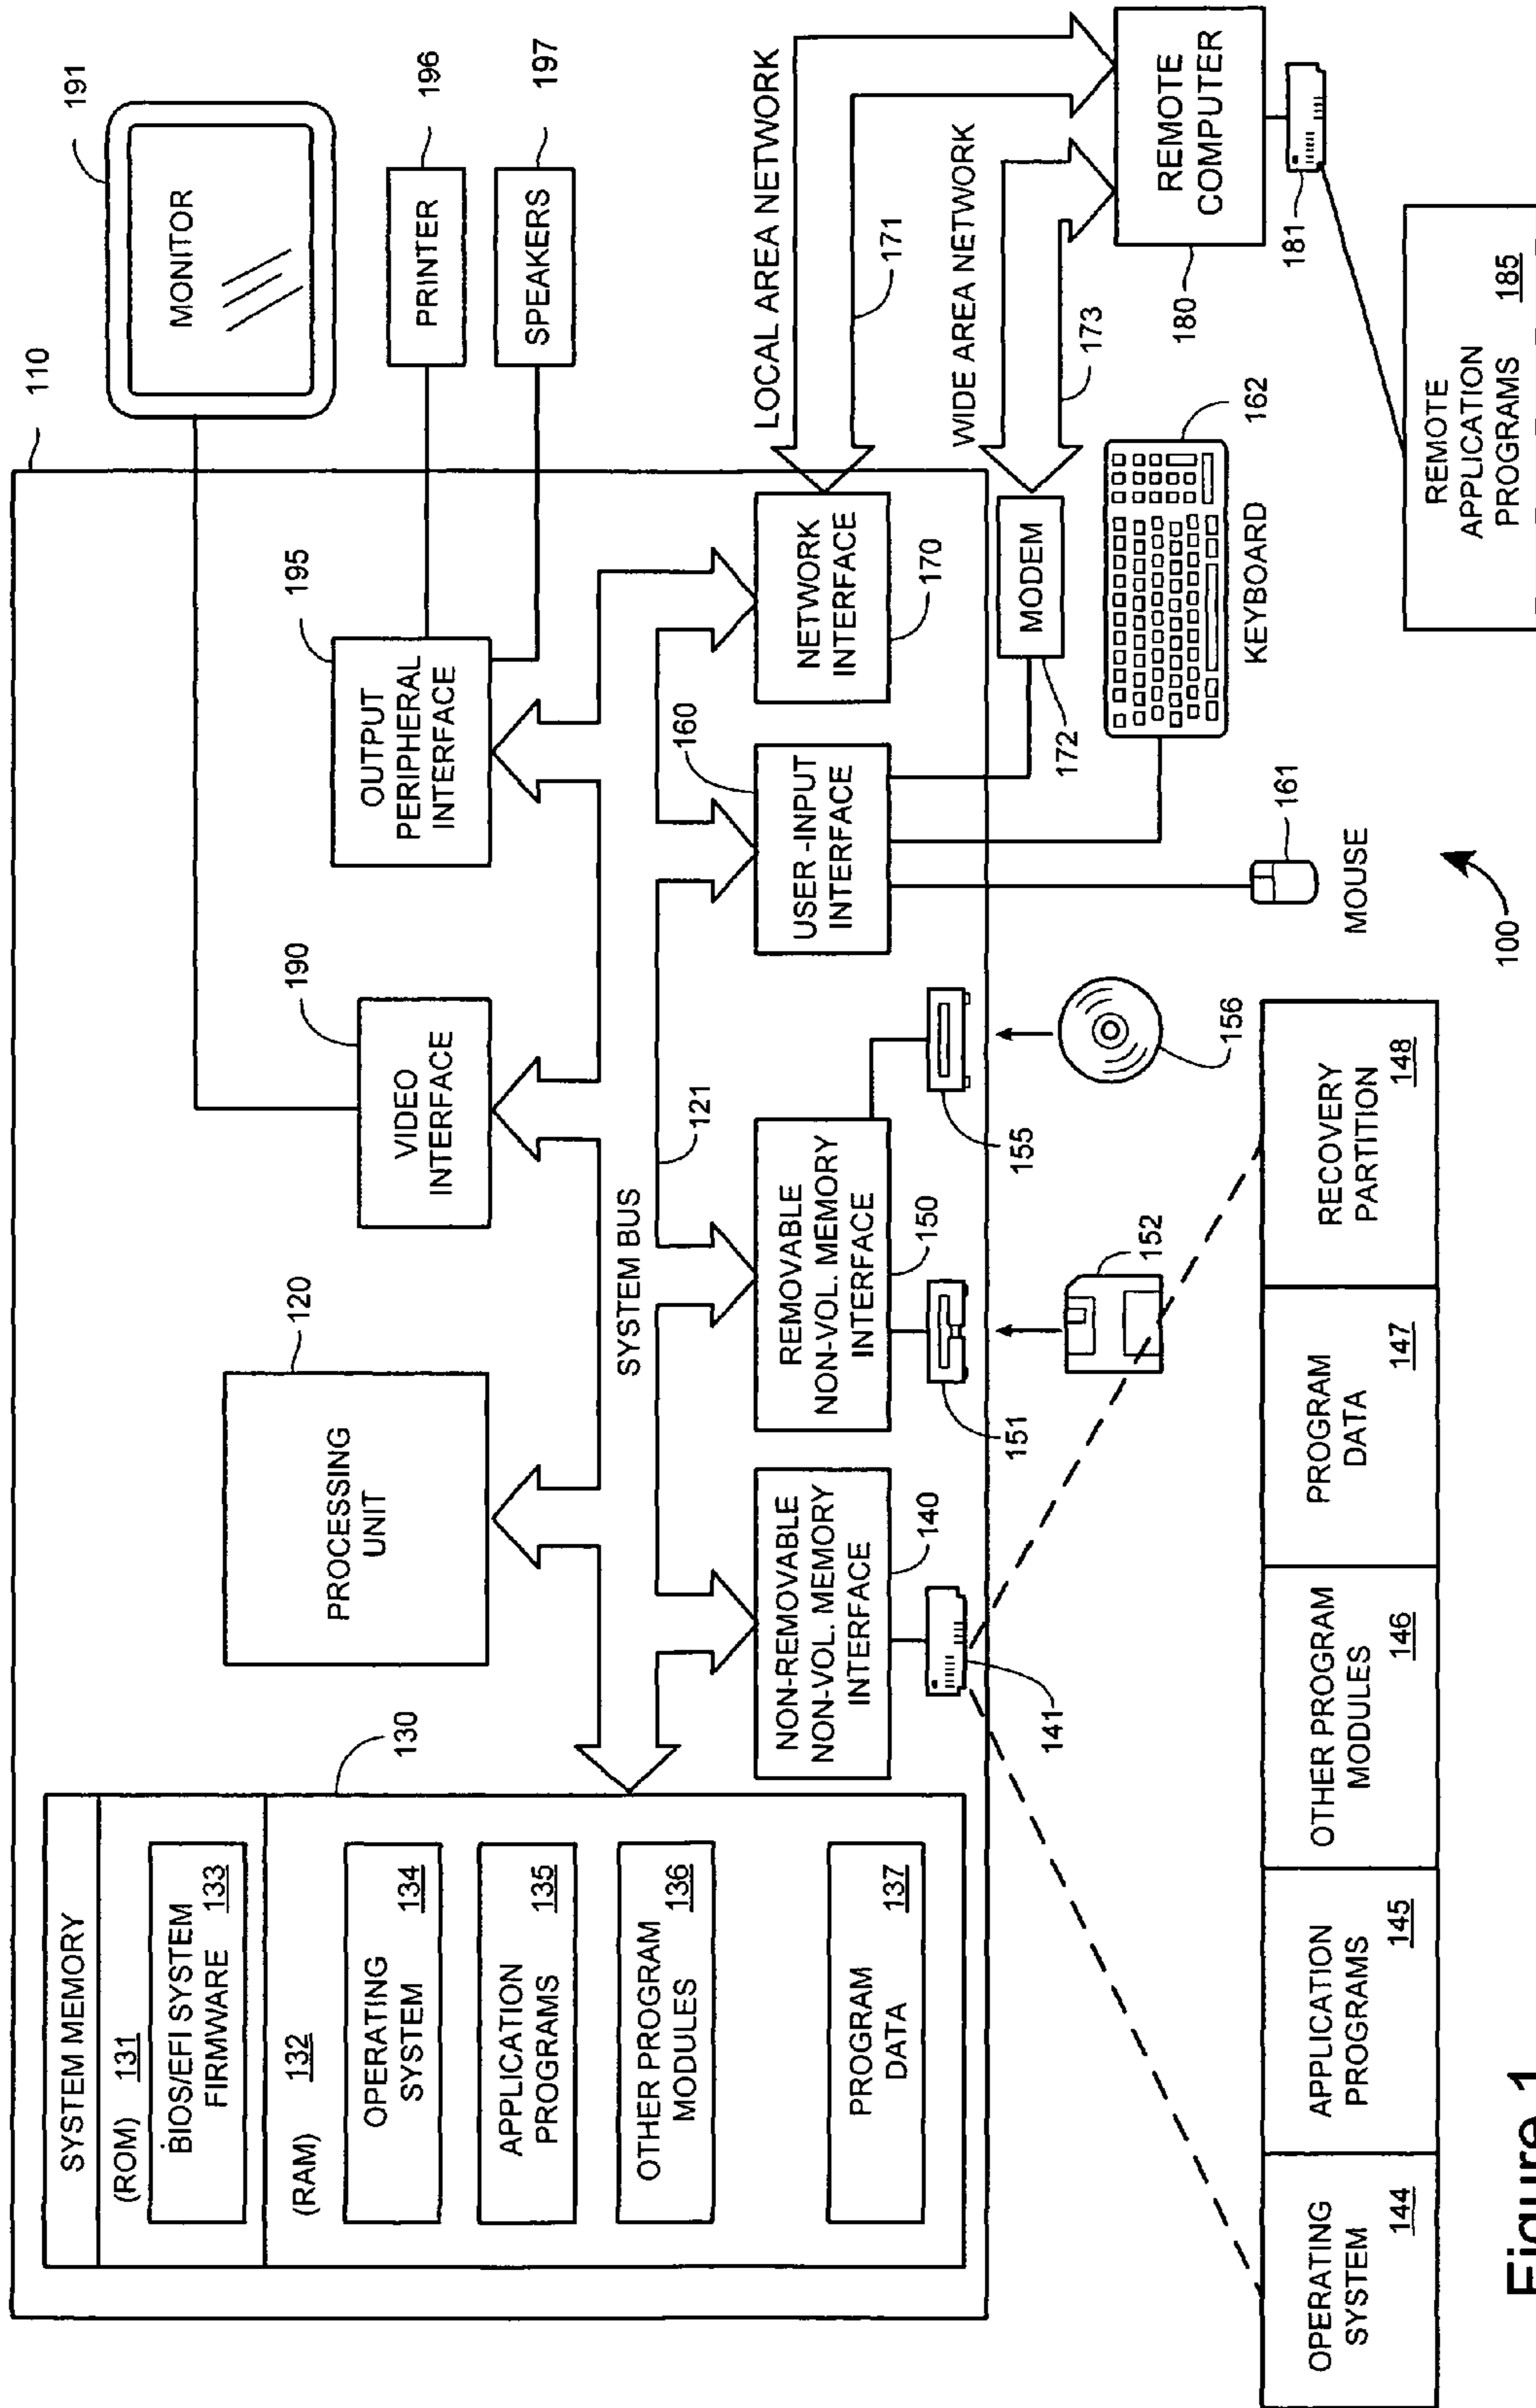 110
191
MONITOR
196
PRINTER
197
SPEAKERS
195
OUTPUT
PERIPHERAL
INTERFACE
190
VIDEO
INTERFACE
120
PROCESSING
UNIT
SYSTEM MEMORY
(ROM) 131
BIOS/EFI SYSTEM
FIRMWARE 133
(RAM) 132
OPERATING
SYSTEM 134
APPLICATION
PROGRAMS 135
OTHER PROGRAM
MODULES 136
PROGRAM
DATA 137
130
SYSTEM BUS
121
NON-REMOVABLE
NON-VOL. MEMORY
INTERFACE
140
141
REMOVABLE
NON-VOL. MEMORY
INTERFACE
150
151
152
155
156
USER-INPUT
INTERFACE
160
NETWORK
INTERFACE
170
LOCAL AREA NETWORK
171
WIDE AREA NETWORK
173
MODEM
172
KEYBOARD
162
MOUSE
161
REMOTE
COMPUTER
180
181
REMOTE
APPLICATION
PROGRAMS 185
OPERATING
SYSTEM 144
APPLICATION
PROGRAMS 145
OTHER PROGRAM
MODULES 146
PROGRAM
DATA 147
RECOVERY
PARTITION 148
100
Figure 1